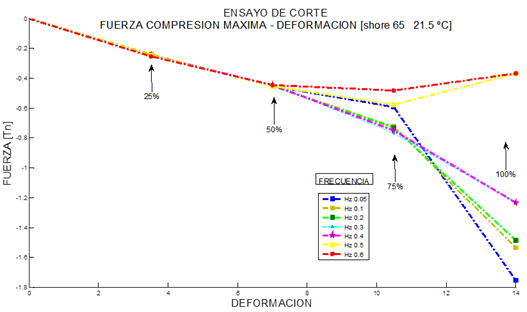 ENSAYO DE CORTE
FUERZA COMPRESION MAXIMA - DEFORMACION [shore 65 21.5 ºC]
FUERZA [Tn]
0
-0.2
-0.4
-0.6
-0.8
-1
-1.2
-1.4
-1.6
-1.8
25%
50%
75%
100%
FRECUENCIA
Hz 0.05
Hz 0.1
Hz 0.2
Hz 0.3
Hz 0.4
Hz 0.5
Hz 0.6
0 2 4 6 8 10 12 14
DEFORMACION